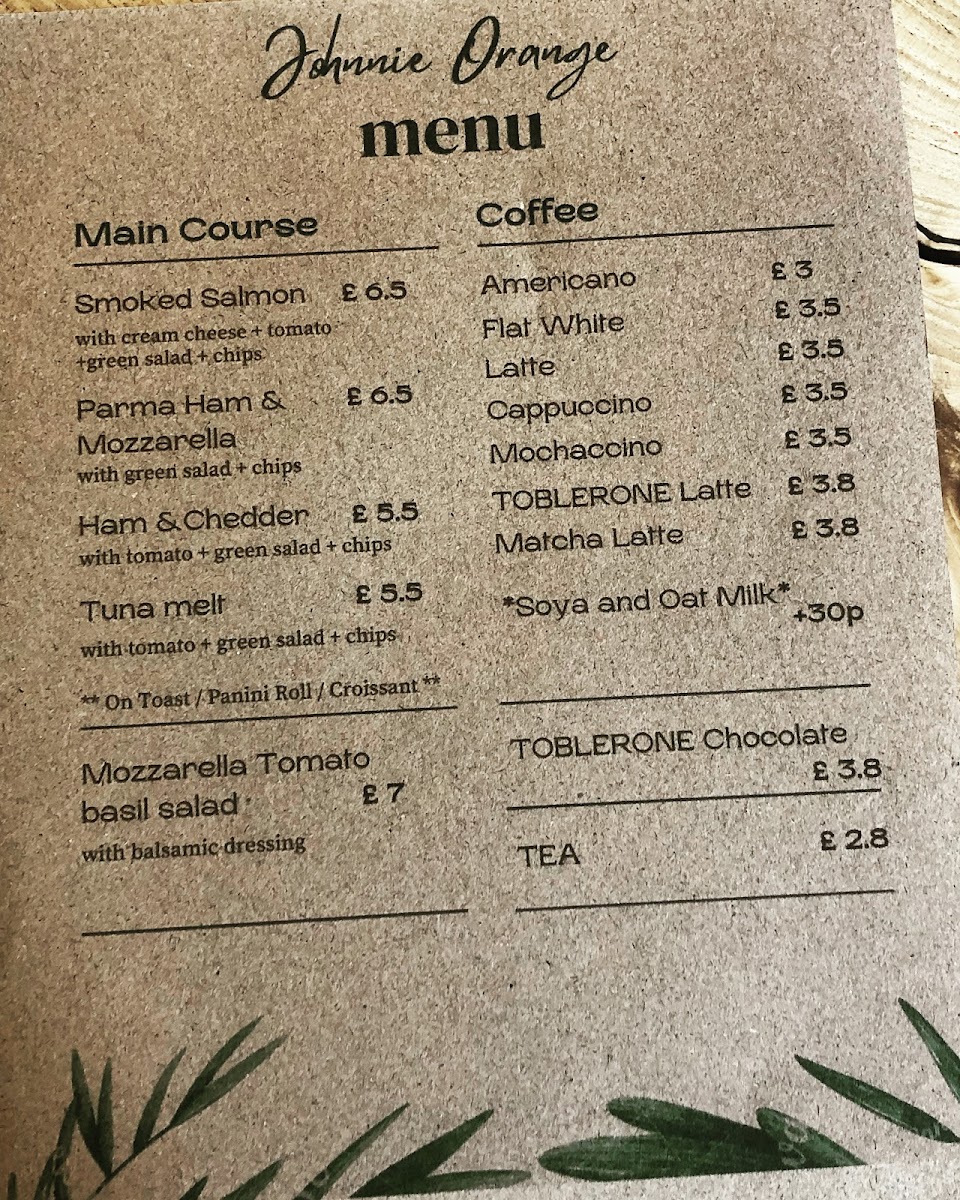 Johnnie Orange
menu
Main Course
Smoked Salmon £ 6.5
with cream cheese + tomato
+green salad + chips
Parma Ham & £ 6.5
Mozzarella
with green salad + chips
Ham & Chedder £ 5.5
with tomato + green salad + chips
Tuna melt £ 5.5
with tomato + green salad + chips
** On Toast / Panini Roll / Croissant **
Mozzarella Tomato
basil salad £ 7
with balsamic dressing
Coffee
Americano £ 3
Flat White £ 3.5
Latte £ 3.5
Cappuccino £ 3.5
Mochaccino £ 3.5
TOBLERONE Latte £ 3.8
Matcha Latte £ 3.8
*Soya and Oat Milk*
+30p
TOBLERONE Chocolate
£ 3.8
TEA £ 2.8